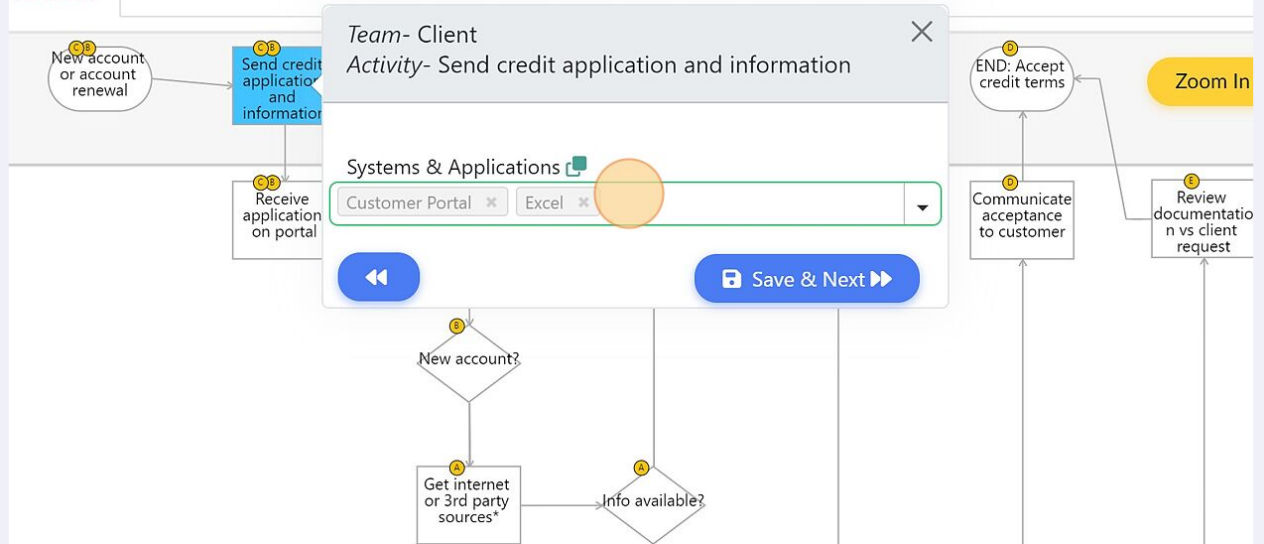 Team- Client
Activity- Send credit application and information
C B
New account
or account
renewal
C B
Send credit
application
and
information
D
END: Accept
credit terms
Zoom In
Systems & Applications
Customer Portal ×
Excel ×
Save & Next
C B
Receive
application
on portal
D
Communicate
acceptance
to customer
E
Review
documentatio
n vs client
request
B
New account?
A
Get internet
or 3rd party
sources*
A
Info available?